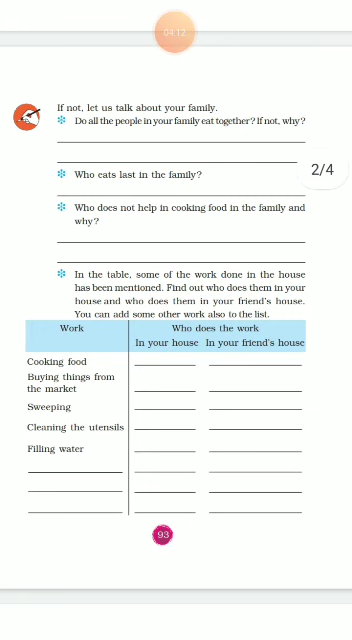 04:12
If not, let us talk about your family.
Do all the people in your family eat together? If not, why?
2/4
Who eats last in the family?
Who does not help in cooking food in the family and
why?
In the table, some of the work done in the house
has been mentioned. Find out who does them in your
house and who does them in your friend's house.
You can add some other work also to the list.
Work Who does the work
In your house In your friend's house
Cooking food
Buying things from
the market
Sweeping
Cleaning the utensils
Filling water
93